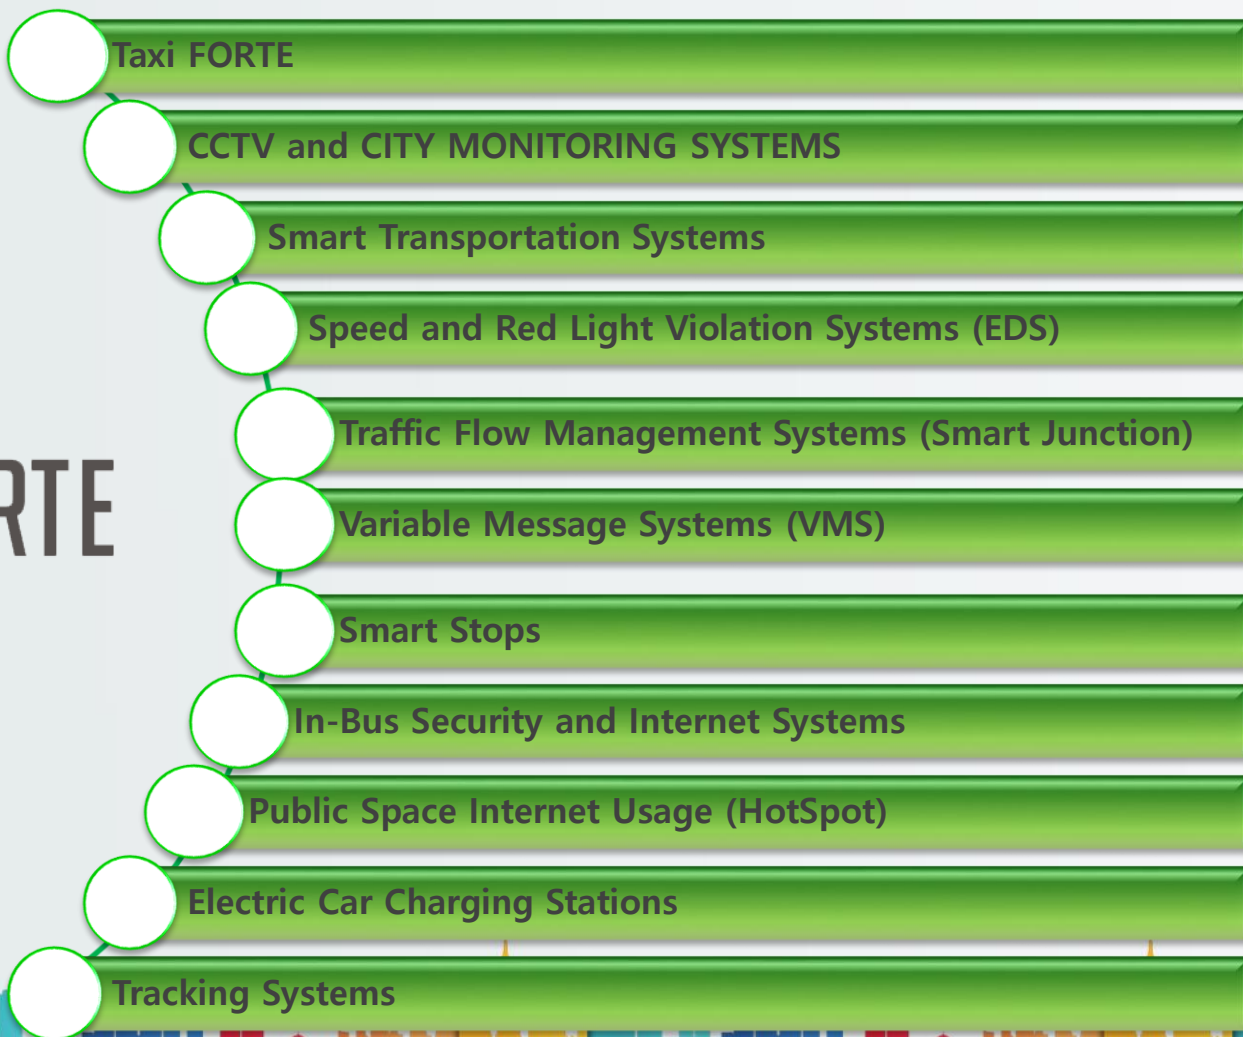 Taxi FORTE
CCTV and CITY MONITORING SYSTEMS
Smart Transportation Systems
Speed and Red Light Violation Systems (EDS)
Traffic Flow Management Systems (Smart Junction)
RTE
Variable Message Systems (VMS)
Smart Stops
In-Bus Security and Internet Systems
Public Space Internet Usage (HotSpot)
Electric Car Charging Stations
Tracking Systems